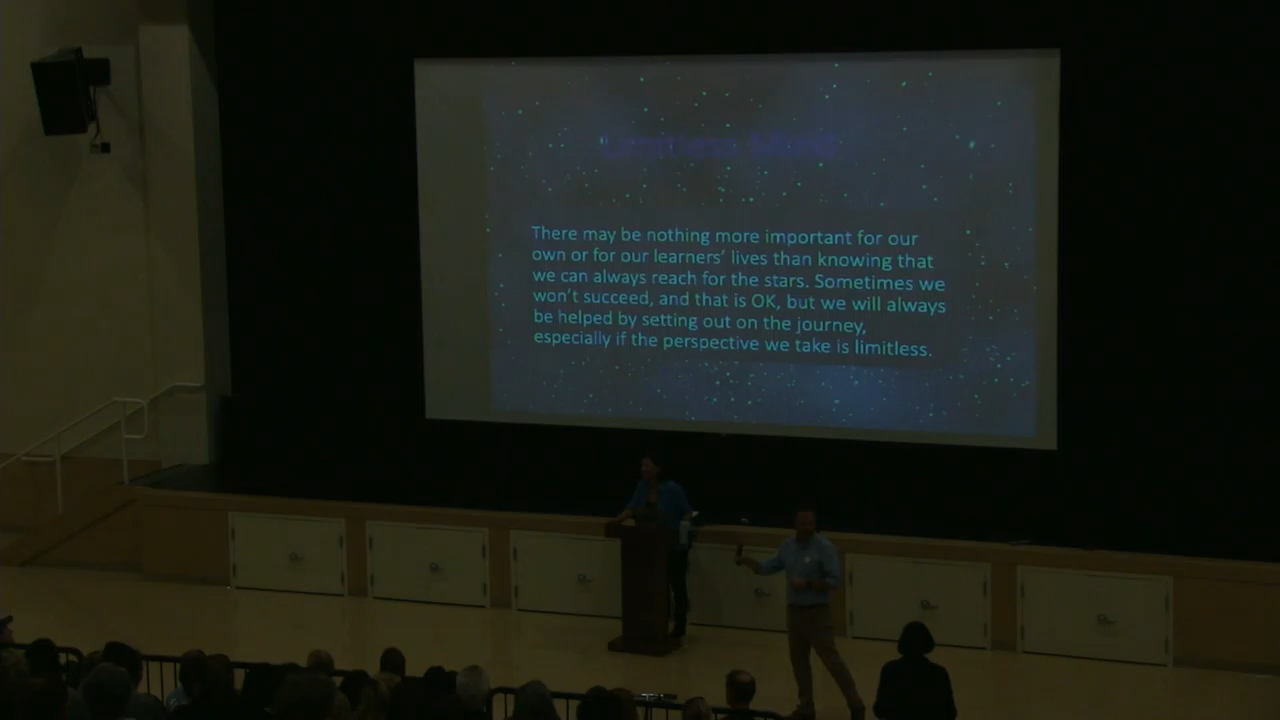 There may be nothing more important for our
own or for our learners’ lives than knowing that
we can always reach for the stars. Sometimes we
won’t succeed, and that is OK, but we will always
be helped by setting out on the journey,
especially if the perspective we take is limitless.